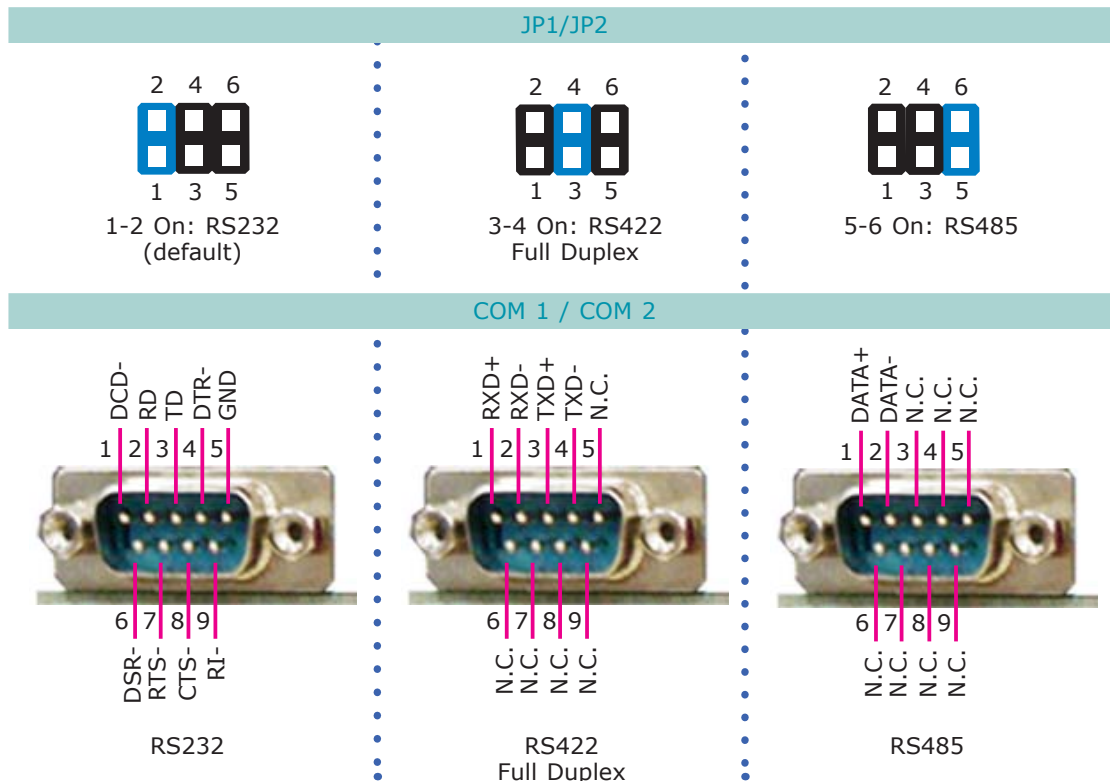 JP1/JP2
2 4 6
1 3 5
1-2 On: RS232
(default)
2 4 6
1 3 5
3-4 On: RS422
Full Duplex
2 4 6
1 3 5
5-6 On: RS485
COM 1 / COM 2
DCD- RD TD DTR- GND
1 2 3 4 5
6 7 8 9
DSR- RTS- CTS- RI-
RS232
RXD+ RXD- TXD+ TXD- N.C.
1 2 3 4 5
6 7 8 9
N.C. N.C. N.C. N.C.
RS422
Full Duplex
DATA+ DATA- N.C. N.C. N.C.
1 2 3 4 5
6 7 8 9
N.C. N.C. N.C. N.C.
RS485